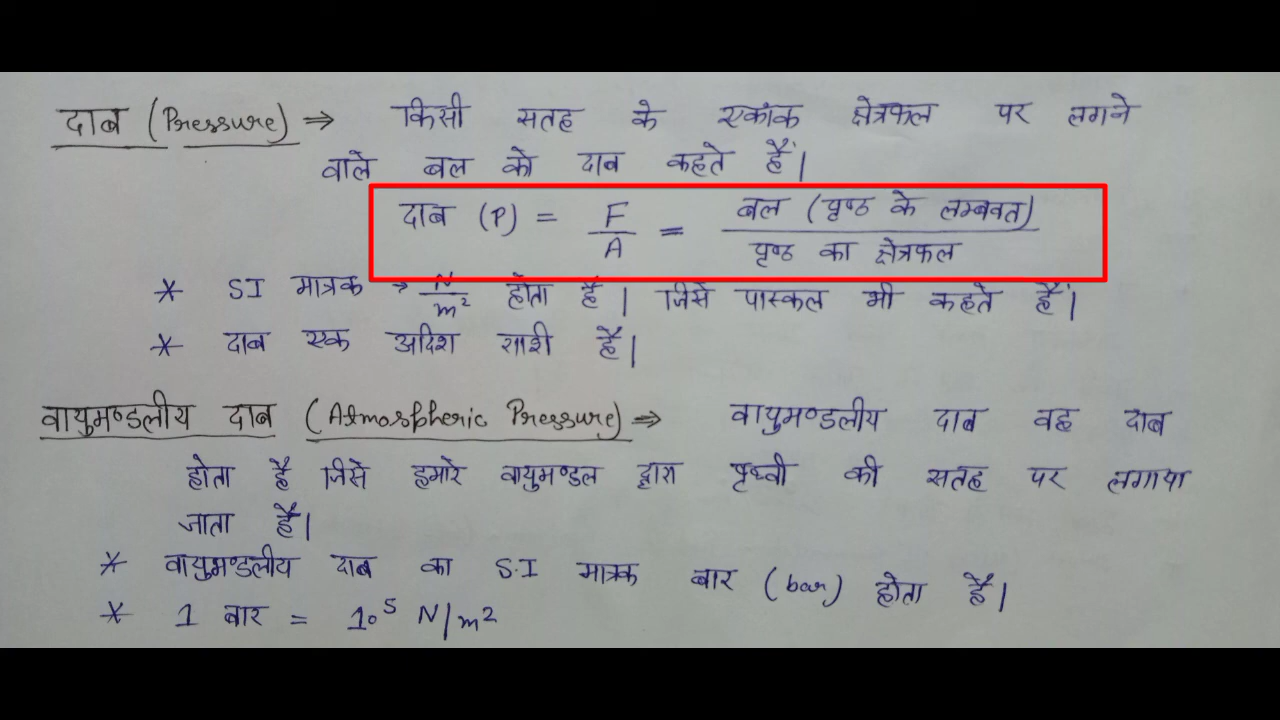 दाब (Pressure) ⇒ किसी सतह के एकांक क्षेत्रफल पर लगने
वाले बल को दाब कहते हैं।
दाब (P) = F/A = बल (पृष्ठ के लम्बवत)/पृष्ठ का क्षेत्रफल
* SI मात्रक → N/m² होता है। जिसे पास्कल भी कहते हैं।
* दाब एक अदिश राशी है।
वायुमण्डलीय दाब (Atmospheric Pressure) ⇒ वायुमण्डलीय दाब वह दाब
होता है जिसे हमारे वायुमण्डल द्वारा पृथ्वी की सतह पर लगाया
जाता है।
* वायुमण्डलीय दाब का S.I मात्रक बार (bar) होता है।
* 1 बार = 10⁵ N/m²